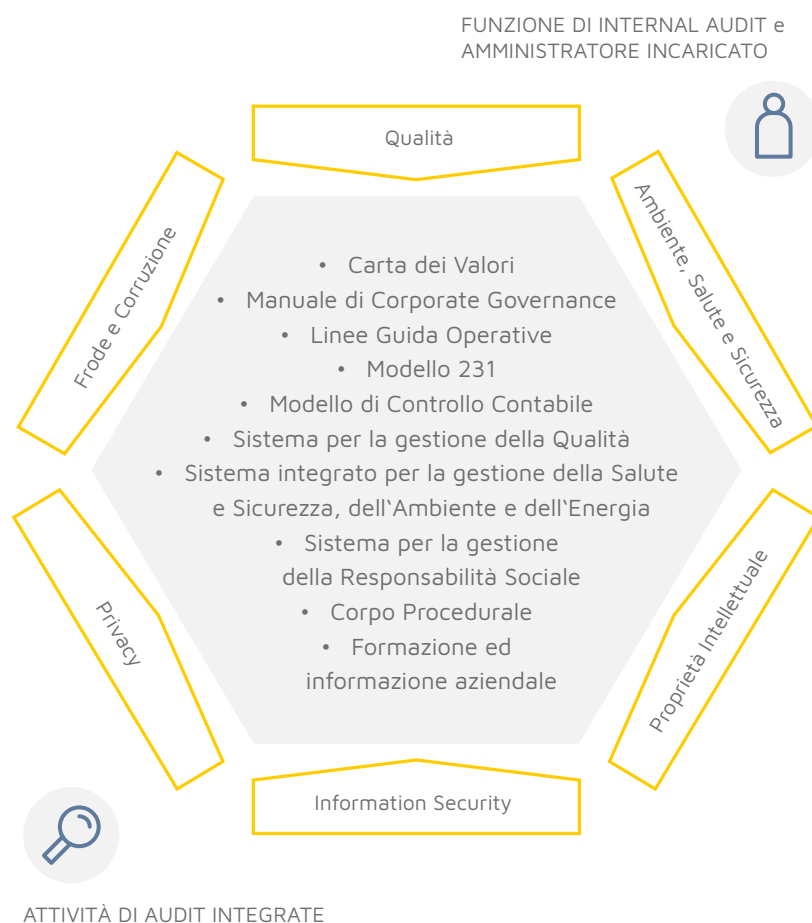 FUNZIONE DI INTERNAL AUDIT e
AMMINISTRATORE INCARICATO
Qualità
Frode e Corruzione
Ambiente, Salute e Sicurezza
• Carta dei Valori
• Manuale di Corporate Governance
• Linee Guida Operative
• Modello 231
• Modello di Controllo Contabile
• Sistema per la gestione della Qualità
• Sistema integrato per la gestione della Salute
e Sicurezza, dell‘Ambiente e dell‘Energia
• Sistema per la gestione
della Responsabilità Sociale
• Corpo Procedurale
• Formazione ed
informazione aziendale
Privacy
Proprietà Intellettuale
Information Security
ATTIVITÀ DI AUDIT INTEGRATE